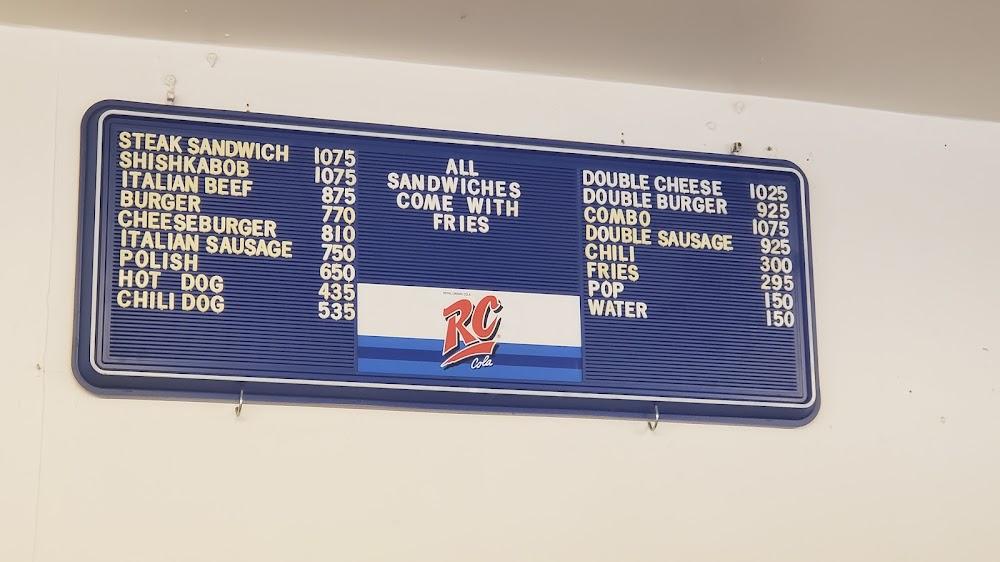 STEAK SANDWICH 1075
SHISHKABOB 1075
ITALIAN BEEF 875
BURGER 770
CHEESEBURGER 810
ITALIAN SAUSAGE 750
POLISH 650
HOT DOG 435
CHILI DOG 535
ALL
SANDWICHES
COME WITH
FRIES
RC
Cola
DOUBLE CHEESE 1025
DOUBLE BURGER 925
COMBO 1075
DOUBLE SAUSAGE 925
CHILI 300
FRIES 295
POP 150
WATER 150